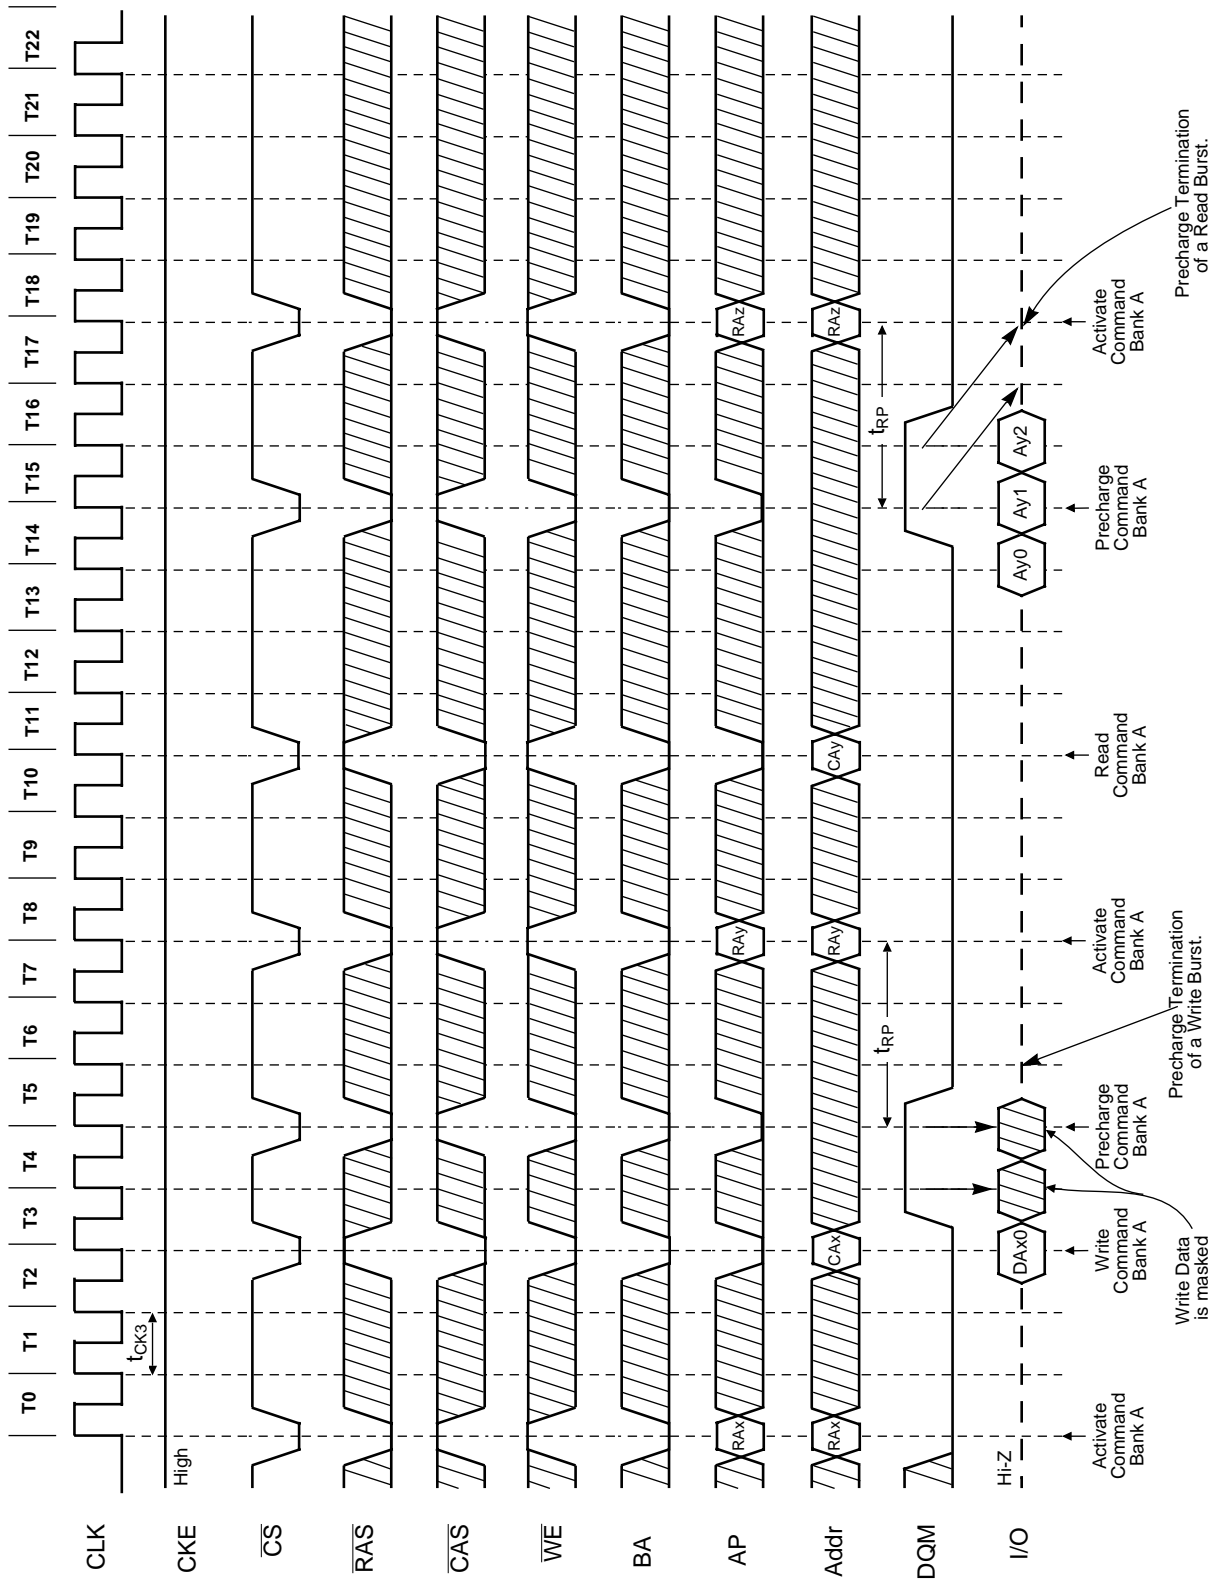 T0 T1 T2 T3 T4 T5 T6 T7 T8 T9 T10 T11 T12 T13 T14 T15 T16 T17 T18 T19 T20 T21 T22
CLK
tCK3
CKE
High
CS
RAS
CAS
WE
BA
AP
RAx
RAy
RAz
Addr
RAx
CAx
RAy
CAy
RAz
tRP
tRP
DQM
I/O
Hi-Z
DAx0
Ay0
Ay1
Ay2
Activate
Command
Bank A
Write
Command
Bank A
Precharge
Command
Bank A
Activate
Command
Bank A
Read
Command
Bank A
Precharge
Command
Bank A
Activate
Command
Bank A
Write Data
is masked
Precharge Termination
of a Write Burst.
Precharge Termination
of a Read Burst.